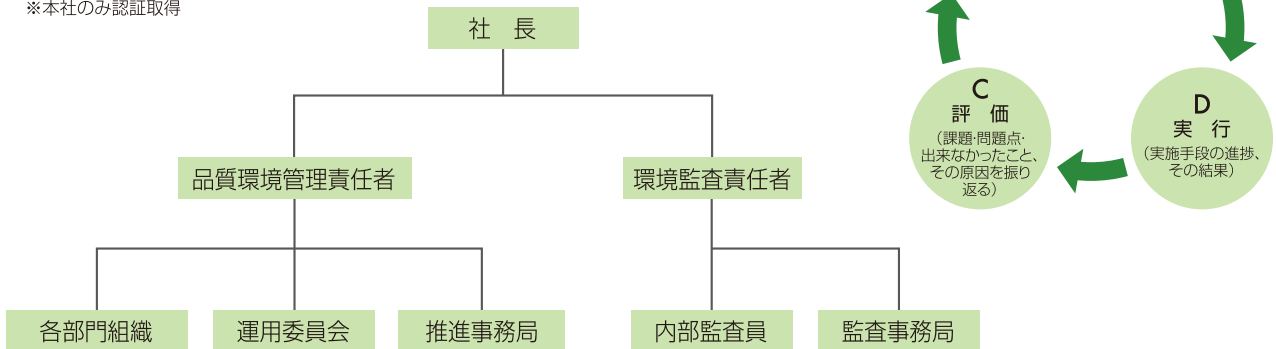 ※本社のみ認証取得
社　長
品質環境管理責任者
環境監査責任者
各部門組織
運用委員会
推進事務局
内部監査員
監査事務局
C
評　価
（課題・問題点・
出来なかったこと、
その原因を振り
返る）
D
実　行
（実施手段の進捗、
その結果）